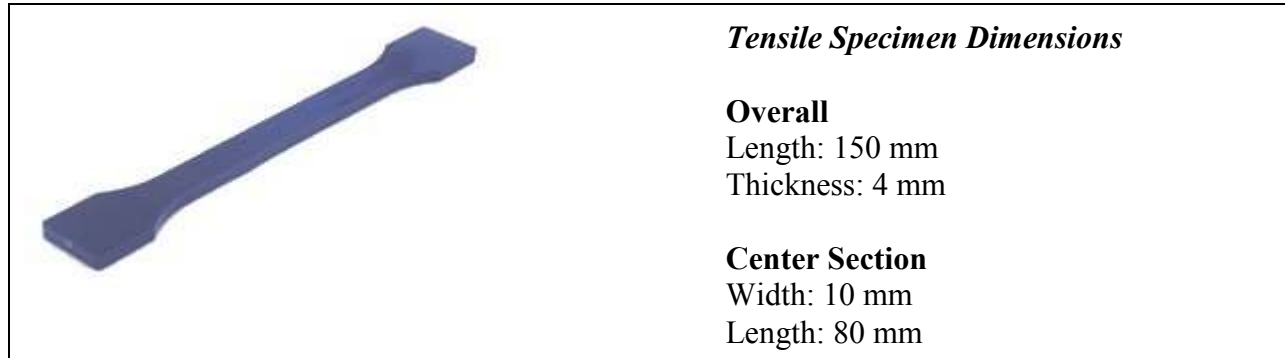 Tensile Specimen Dimensions
Overall
Length: 150 mm
Thickness: 4 mm
Center Section
Width: 10 mm
Length: 80 mm